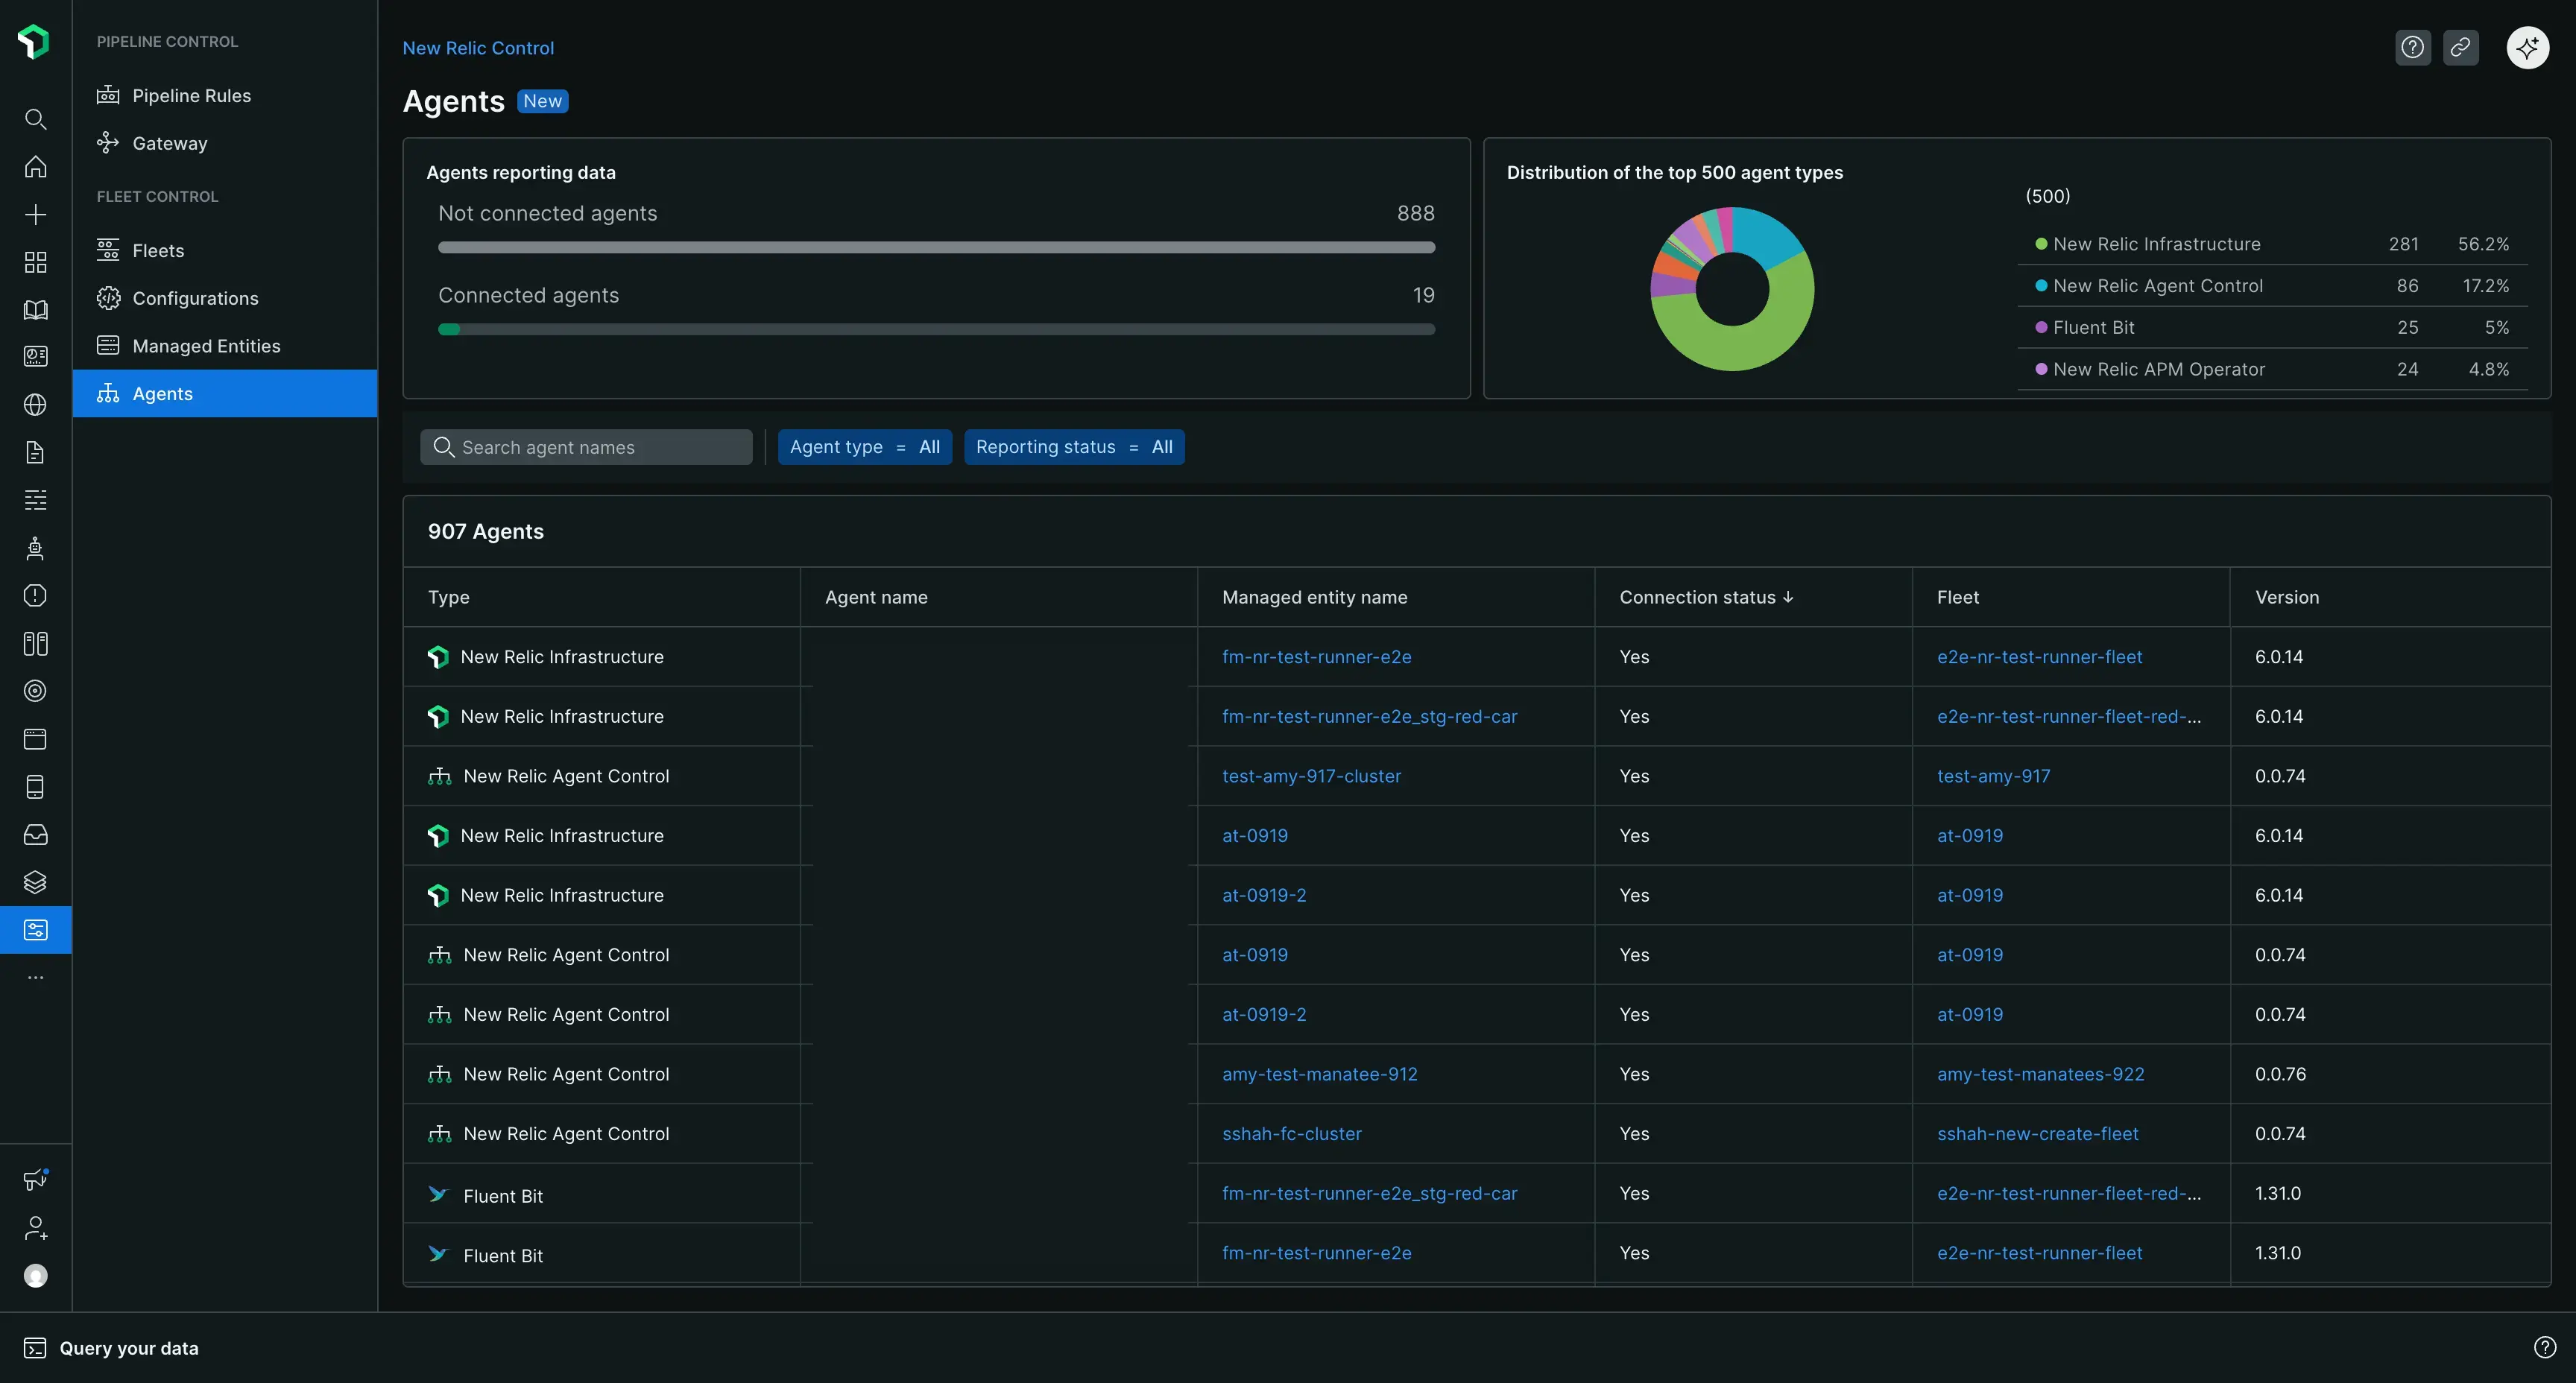 PIPELINE CONTROL
Pipeline Rules
Gateway
FLEET CONTROL
Fleets
Configurations
Managed Entities
Agents
New Relic Control
Agents New
Agents reporting data
Not connected agents 888
Connected agents 19
Distribution of the top 500 agent types
(500)
New Relic Infrastructure 281 56.2%
New Relic Agent Control 86 17.2%
Fluent Bit 25 5%
New Relic APM Operator 24 4.8%
Search agent names Agent type = All Reporting status = All
907 Agents
Type Agent name Managed entity name Connection status ↓ Fleet Version
New Relic Infrastructure fm-nr-test-runner-e2e Yes e2e-nr-test-runner-fleet 6.0.14
New Relic Infrastructure fm-nr-test-runner-e2e_stg-red-car Yes e2e-nr-test-runner-fleet-red-... 6.0.14
New Relic Agent Control test-amy-917-cluster Yes test-amy-917 0.0.74
New Relic Infrastructure at-0919 Yes at-0919 6.0.14
New Relic Infrastructure at-0919-2 Yes at-0919 6.0.14
New Relic Agent Control at-0919 Yes at-0919 0.0.74
New Relic Agent Control at-0919-2 Yes at-0919 0.0.74
New Relic Agent Control amy-test-manatee-912 Yes amy-test-manatees-922 0.0.76
New Relic Agent Control sshah-fc-cluster Yes sshah-new-create-fleet 0.0.74
Fluent Bit fm-nr-test-runner-e2e_stg-red-car Yes e2e-nr-test-runner-fleet-red-... 1.31.0
Fluent Bit fm-nr-test-runner-e2e Yes e2e-nr-test-runner-fleet 1.31.0
Query your data